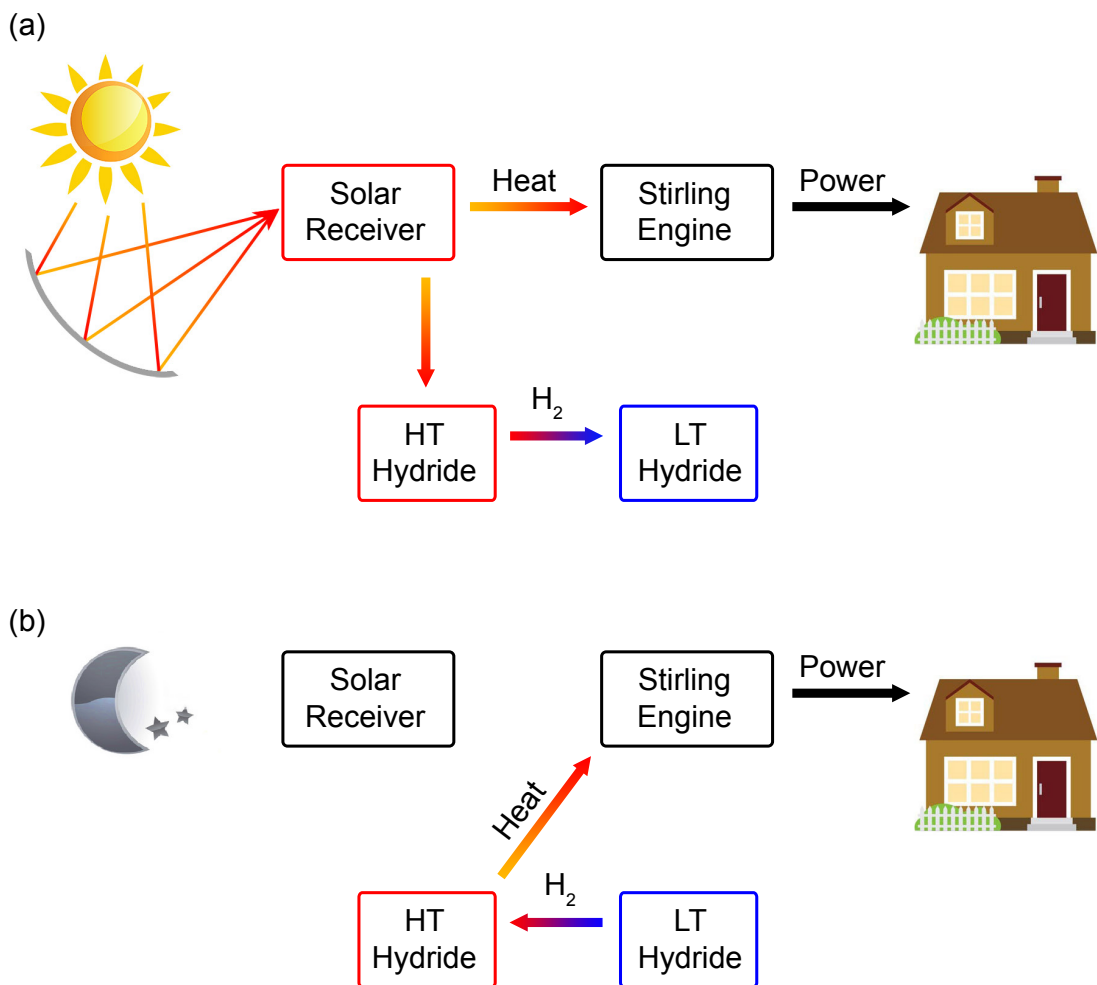 (a)
Solar
Receiver
Heat
Stirling
Engine
Power
HT
Hydride
H₂
LT
Hydride
(b)
Solar
Receiver
Stirling
Engine
Power
Heat
HT
Hydride
H₂
LT
Hydride